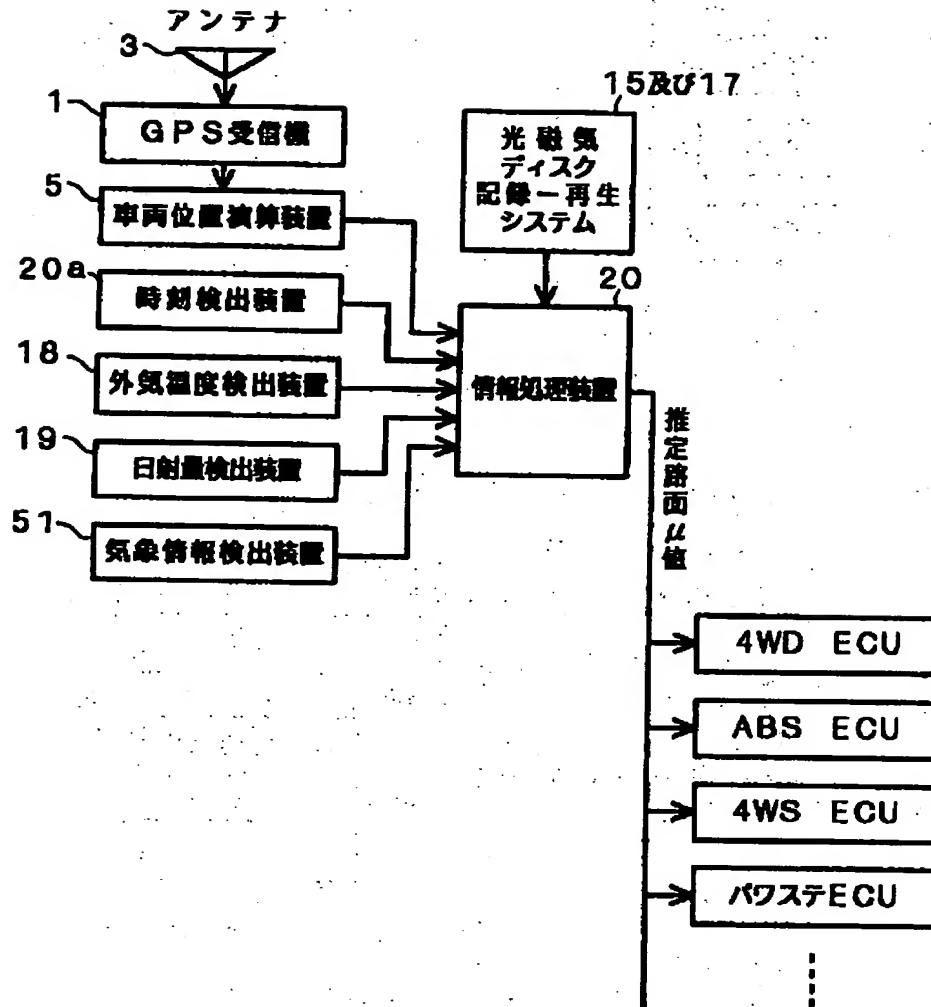 アンテナ
3
1
GPS受信機
5
車両位置演算装置
20a
時刻検出装置
18
外気温度検出装置
19
日射量検出装置
51
気象情報検出装置
15及び17
光磁気
ディスク
記録ー再生
システム
20
情報処理装置
推定路面μ値
4WD ECU
ABS ECU
4WS ECU
パワステECU